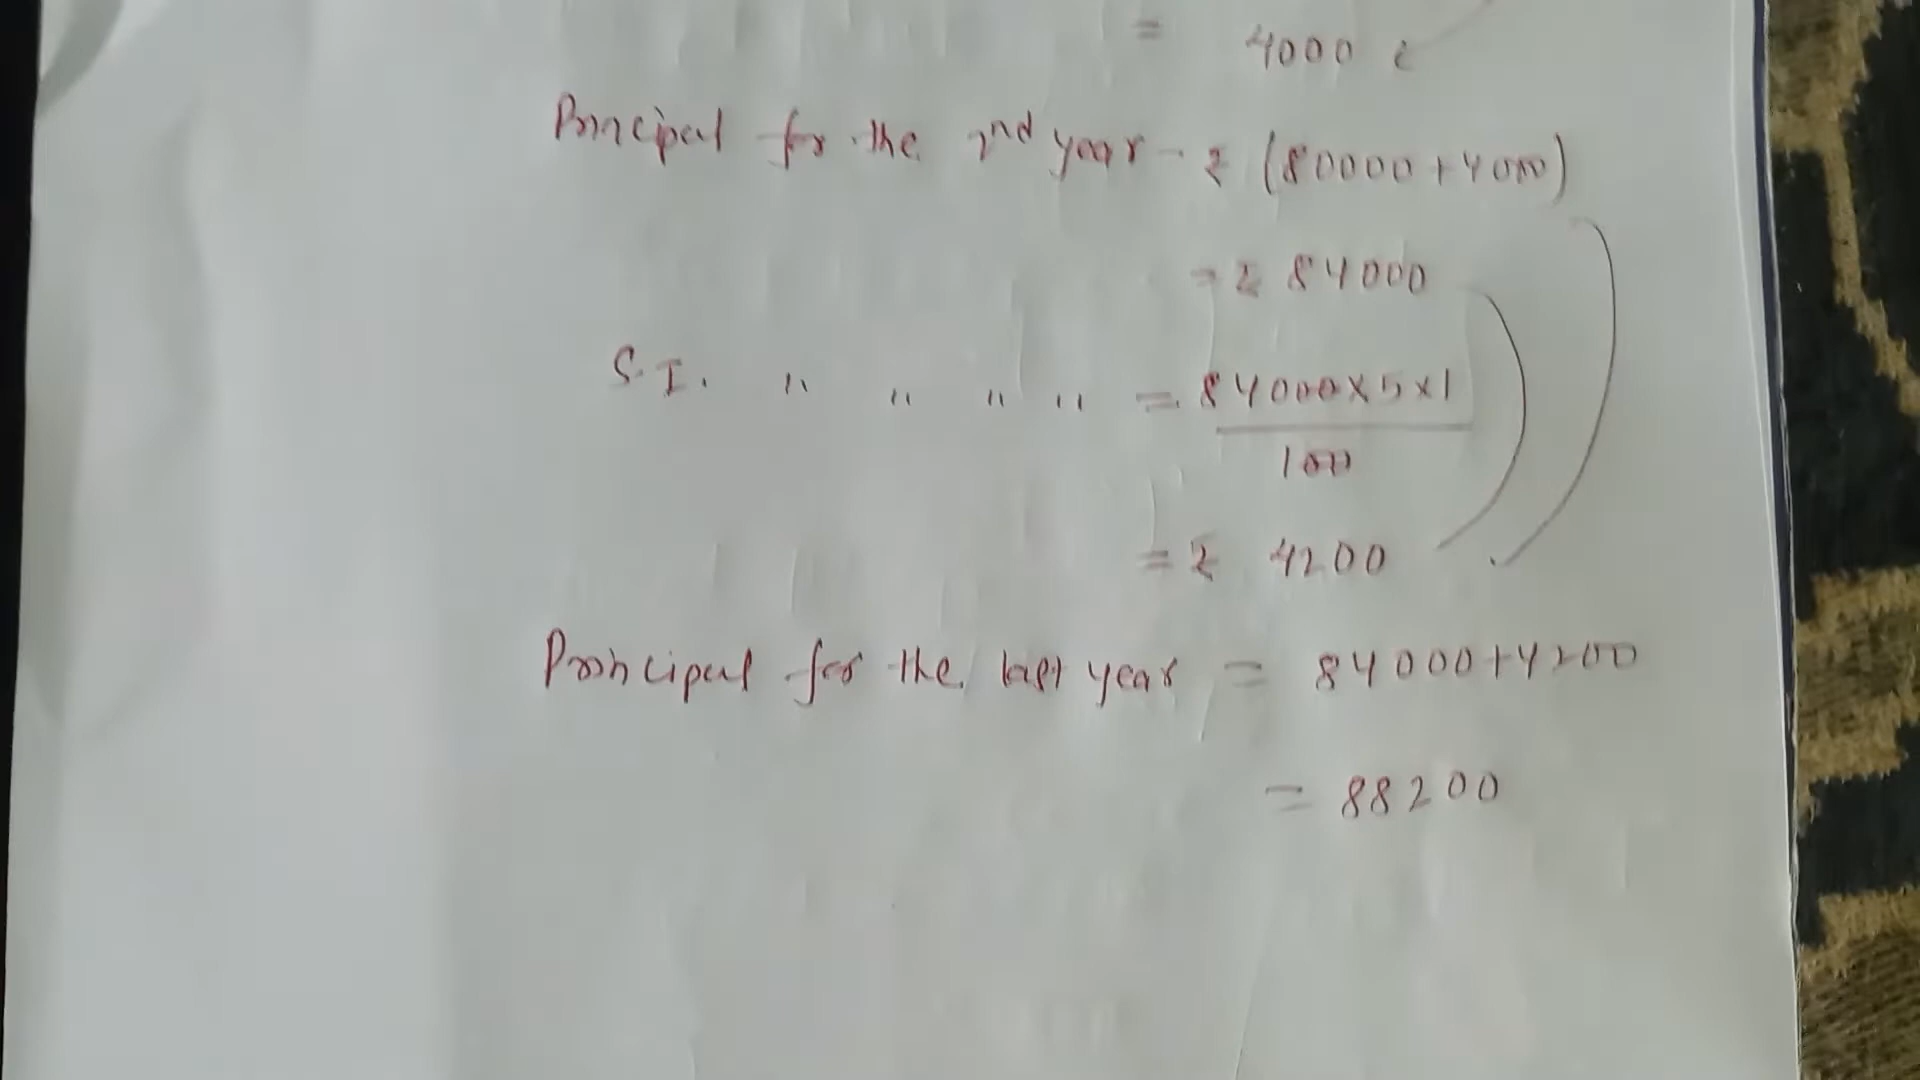 = 4000
Principal for the 2nd year = ₹ (80000 + 4000)
= ₹ 84000
S.I. " " " " = 84000 x 5 x 1
100
= ₹ 4200
Principal for the last year = 84000 + 4200
= 88200